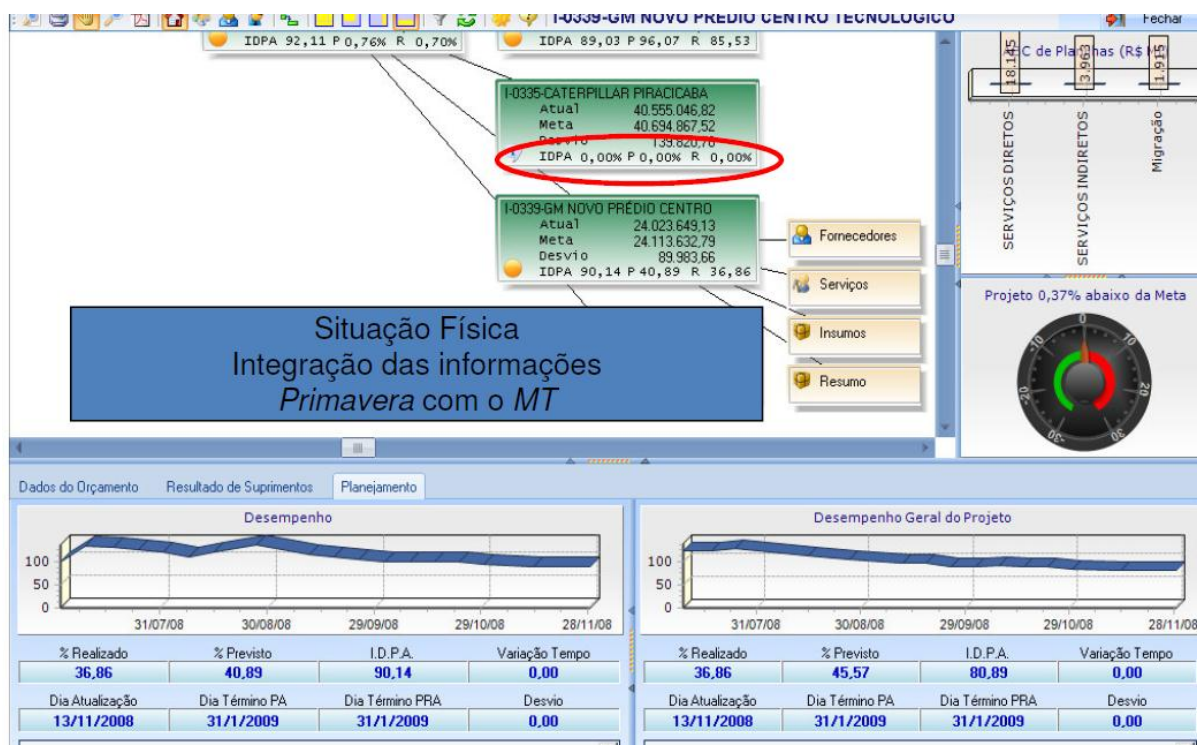 I-0339-GM NOVO PRÉDIO CENTRO TECNOLÓGICO
Fechar
IDPA 92,11 P 0,76% R 0,70%
IDPA 89,03 P 96,07 R 85,53
I-0335-CATERPILLAR PIRACICABA
Atual 40.555.046,82
Meta 40.694.867,52
Desvio 139.820,70
IDPA 0,00% P 0,00% R 0,00%
I-0339-GM NOVO PRÉDIO CENTRO
Atual 24.023.649,13
Meta 24.113.632,79
Desvio 89.983,66
IDPA 90,14 P 40,89 R 36,86
Fornecedores
Serviços
Insumos
Resumo
Situação Física
Integração das informações
Primavera com o MT
de Planilhas (R$
18.145
3.963
1.915
SERVIÇOS DIRETOS
SERVIÇOS INDIRETOS
Migração
Projeto 0,37% abaixo da Meta
-30 -20 -10 0 10 20 30
Dados do Orçamento Resultado de Suprimentos Planejamento
Desempenho
100
50
0
31/07/08 30/08/08 29/09/08 29/10/08 28/11/08
% Realizado % Previsto I.D.P.A. Variação Tempo
36,86 40,89 90,14 0,00
Dia Atualização Dia Término PA Dia Término PRA Desvio
13/11/2008 31/1/2009 31/1/2009 0,00
Desempenho Geral do Projeto
100
50
0
31/07/08 30/08/08 29/09/08 29/10/08 28/11/08
% Realizado % Previsto I.D.P.A. Variação Tempo
36,86 45,57 80,89 0,00
Dia Atualização Dia Término PA Dia Término PRA Desvio
13/11/2008 31/1/2009 31/1/2009 0,00